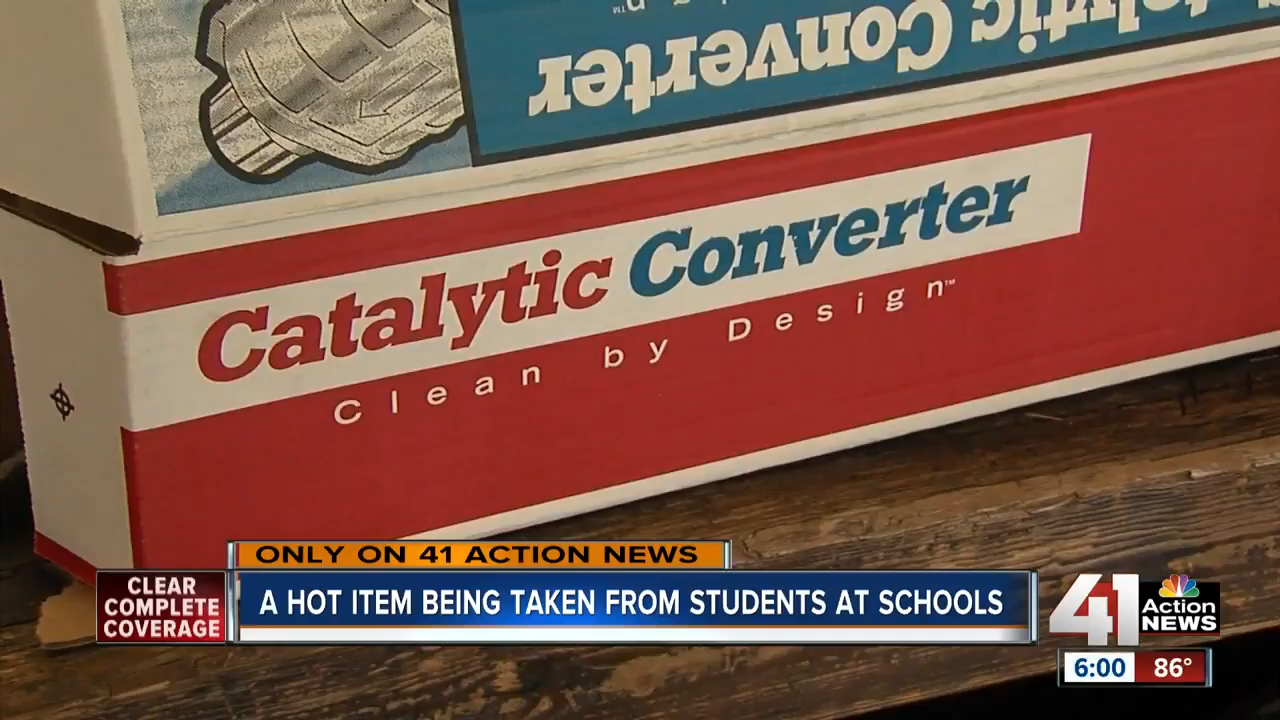 Catalytic Converter
Catalytic Converter
Clean by Design™
ONLY ON 41 ACTION NEWS
CLEAR
COMPLETE
COVERAGE
A HOT ITEM BEING TAKEN FROM STUDENTS AT SCHOOLS
41 Action
NEWS
6:00 86°